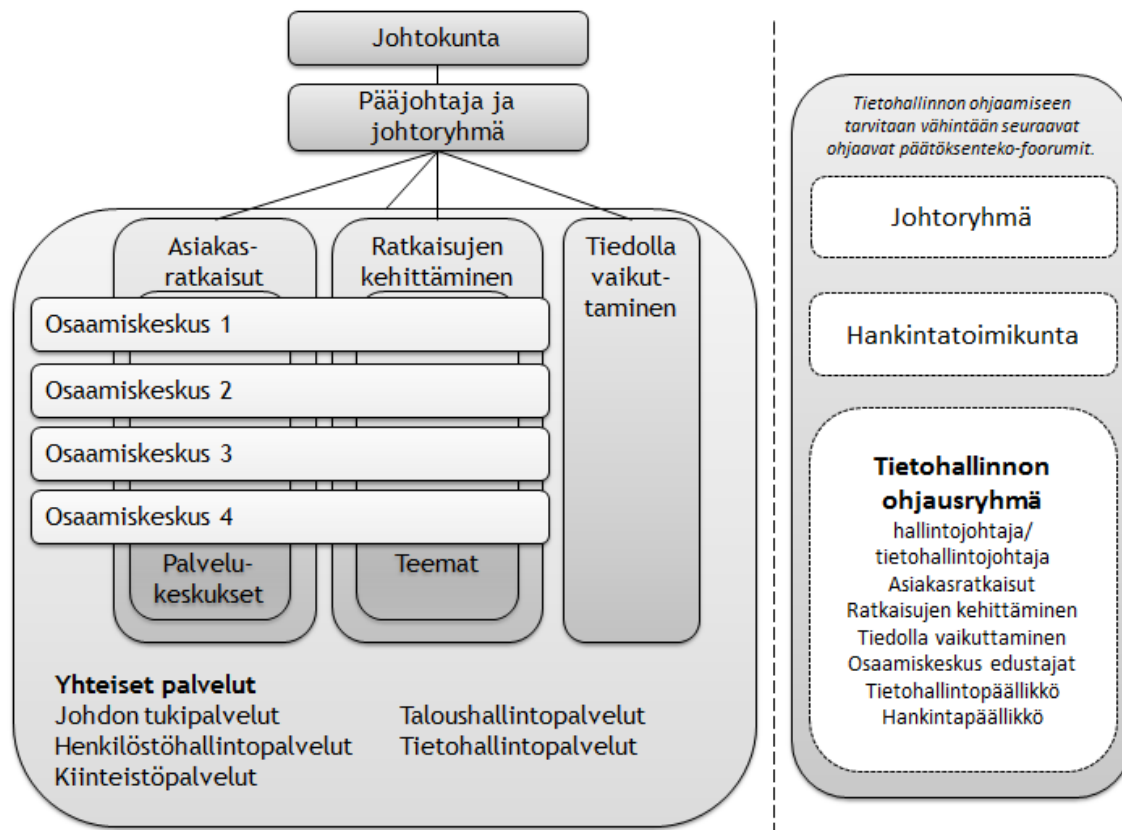 Johtokunta
Pääjohtaja ja
johtoryhmä
Asiakas-
ratkaisut
Ratkaisujen
kehittäminen
Tiedolla
vaikut-
taminen
Osaamiskeskus 1
Osaamiskeskus 2
Osaamiskeskus 3
Osaamiskeskus 4
Palvelu-
keskukset
Teemat
Yhteiset palvelut
Johdon tukipalvelut
Henkilöstöhallintopalvelut
Kiinteistöpalvelut
Taloushallintopalvelut
Tietohallintopalvelut
Tietohallinnon ohjaamiseen
tarvitaan vähintään seuraavat
ohjaavat päätöksenteko-foorumit.
Johtoryhmä
Hankintatoimikunta
Tietohallinnon
ohjausryhmä
hallintojohtaja/
tietohallintojohtaja
Asiakasratkaisut
Ratkaisujen kehittäminen
Tiedolla vaikuttaminen
Osaamiskeskus edustajat
Tietohallintopäällikkö
Hankintapäällikkö